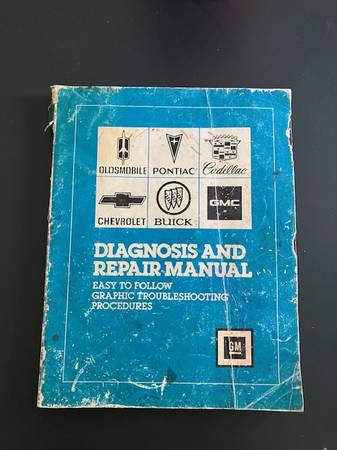 OLDSMOBILE PONTIAC Cadillac
CHEVROLET BUICK GMC
DIAGNOSIS AND
REPAIR MANUAL
EASY TO FOLLOW
GRAPHIC TROUBLESHOOTING
PROCEDURES
GM